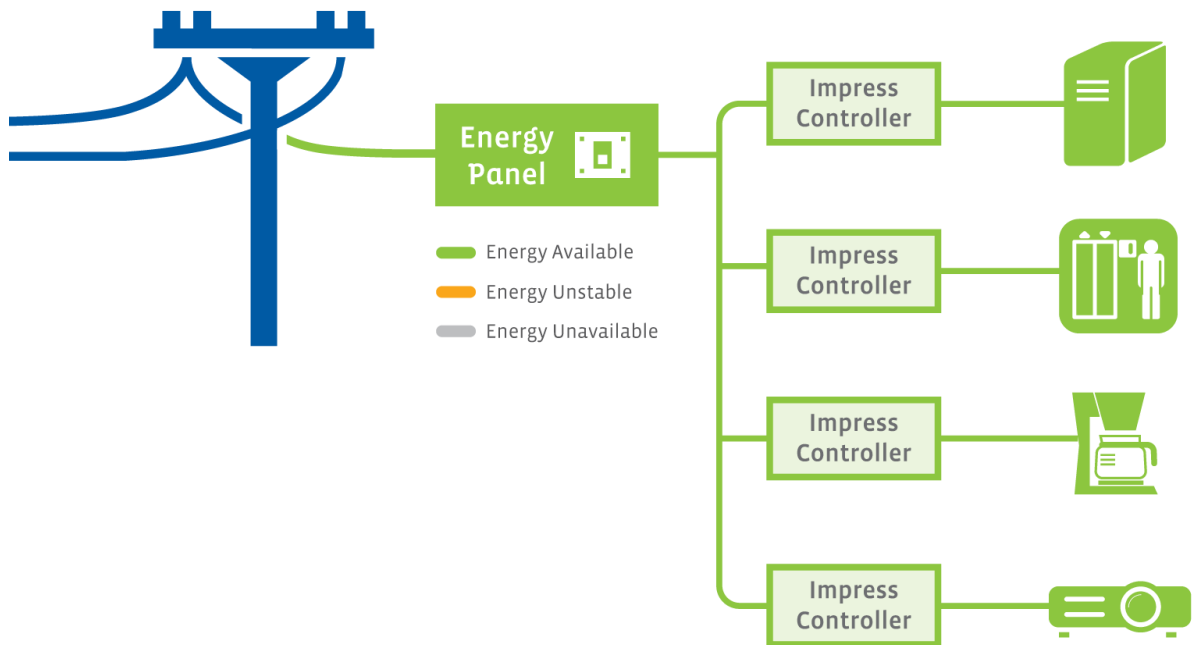 Energy
Panel
Energy Available
Energy Unstable
Energy Unavailable
Impress
Controller
Impress
Controller
Impress
Controller
Impress
Controller